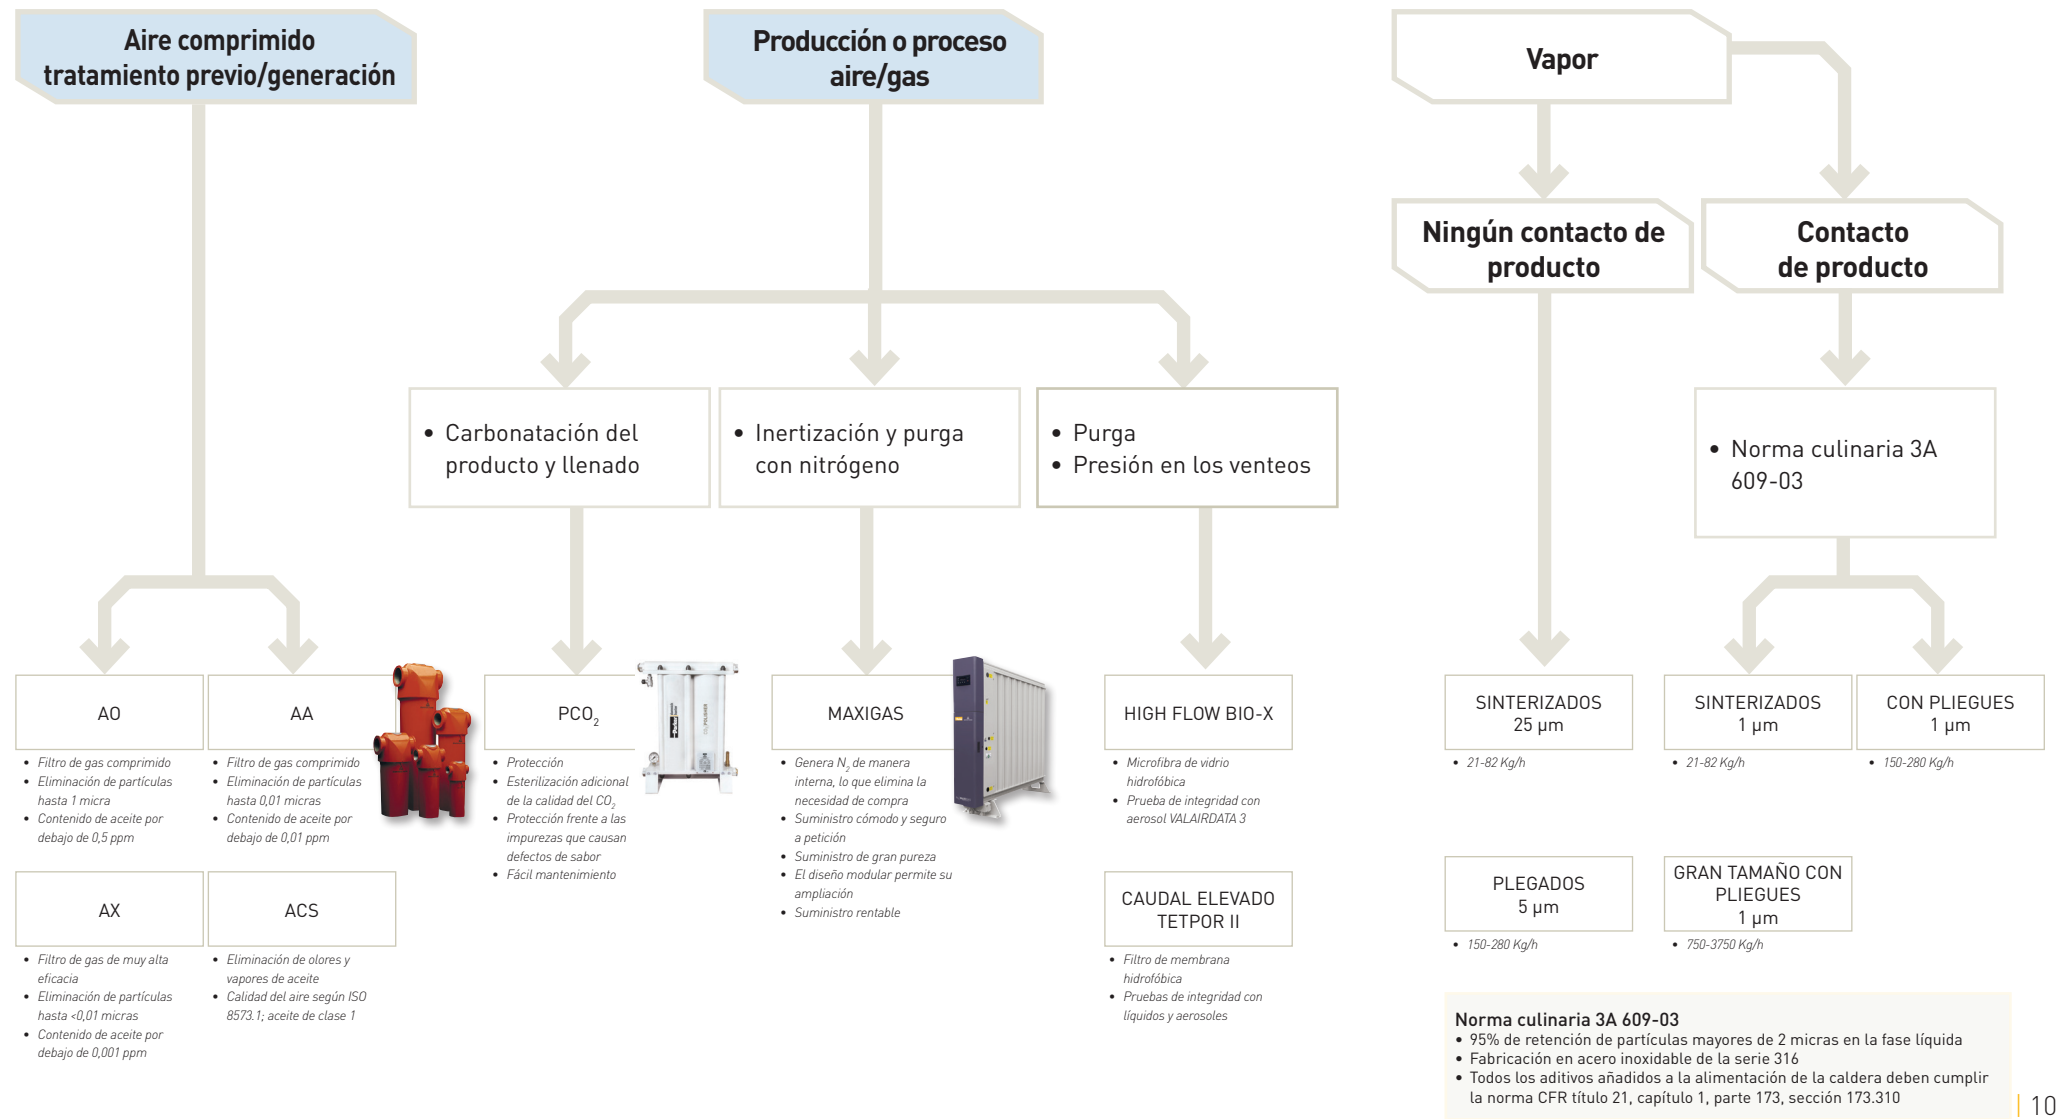 Aire comprimido
tratamiento previo/generación
Producción o proceso
aire/gas
Vapor
Ningún contacto de
producto
Contacto
de producto
• Carbonatación del
producto y llenado
• Inertización y purga
con nitrógeno
• Purga
• Presión en los venteos
• Norma culinaria 3A
609-03
AO
• Filtro de gas comprimido
• Eliminación de partículas
hasta 1 micra
• Contenido de aceite por
debajo de 0,5 ppm
AA
• Filtro de gas comprimido
• Eliminación de partículas
hasta 0,01 micras
• Contenido de aceite por
debajo de 0,01 ppm
AX
• Filtro de gas de muy alta
eficacia
• Eliminación de partículas
hasta <0,01 micras
• Contenido de aceite por
debajo de 0,001 ppm
ACS
• Eliminación de olores y
vapores de aceite
• Calidad del aire según ISO
8573.1; aceite de clase 1
PCO₂
• Protección
• Esterilización adicional
de la calidad del CO₂
• Protección frente a las
impurezas que causan
defectos de sabor
• Fácil mantenimiento
Parker
MAXIGAS
• Genera N₂ de manera
interna, lo que elimina la
necesidad de compra
• Suministro cómodo y seguro
a petición
• Suministro de gran pureza
• El diseño modular permite su
ampliación
• Suministro rentable
HIGH FLOW BIO-X
• Microfibra de vidrio
hidrofóbica
• Prueba de integridad con
aerosol VALAIRDATA 3
CAUDAL ELEVADO
TETPOR II
• Filtro de membrana
hidrofóbica
• Pruebas de integridad con
líquidos y aerosoles
SINTERIZADOS
25 µm
• 21-82 Kg/h
SINTERIZADOS
1 µm
• 21-82 Kg/h
CON PLIEGUES
1 µm
• 150-280 Kg/h
PLEGADOS
5 µm
• 150-280 Kg/h
GRAN TAMAÑO CON
PLIEGUES
1 µm
• 750-3750 Kg/h
Norma culinaria 3A 609-03
• 95% de retención de partículas mayores de 2 micras en la fase líquida
• Fabricación en acero inoxidable de la serie 316
• Todos los aditivos añadidos a la alimentación de la caldera deben cumplir
la norma CFR título 21, capítulo 1, parte 173, sección 173.310
10